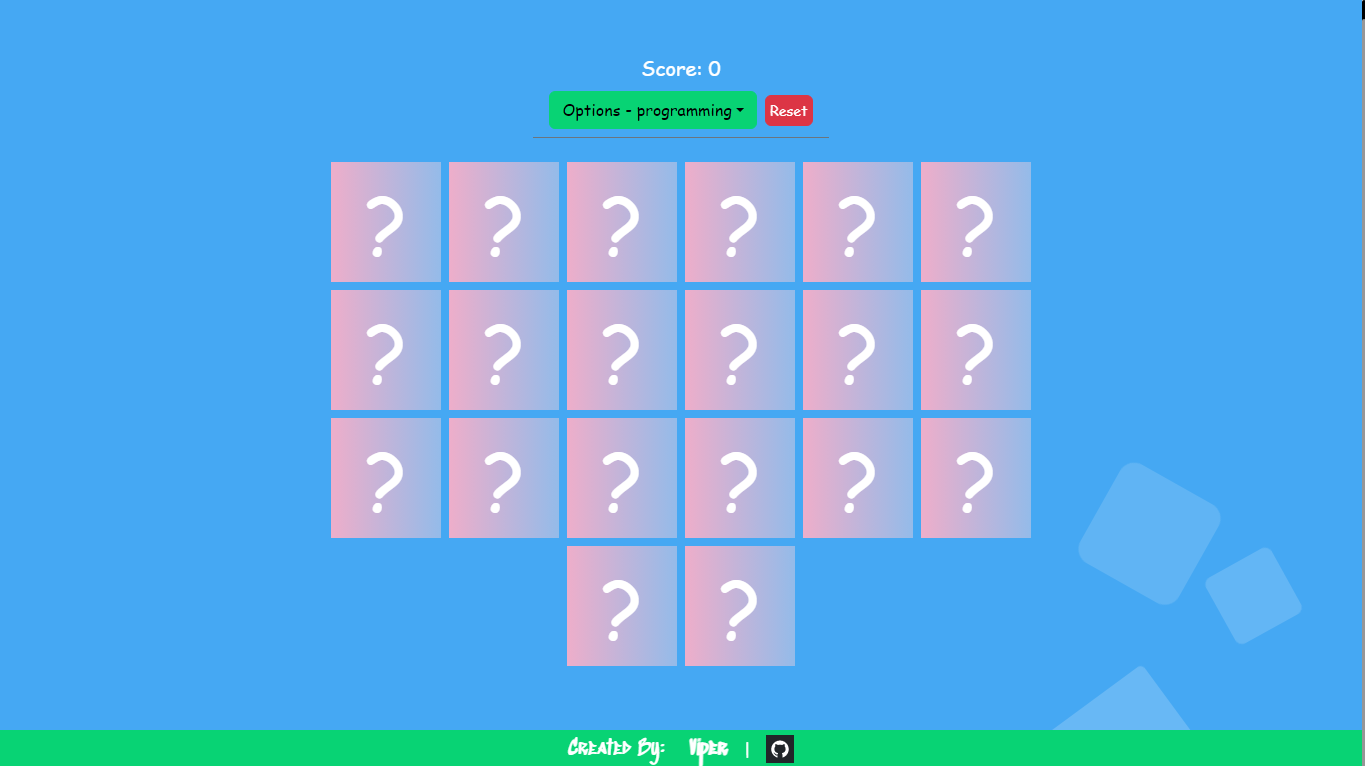 Score: 0
Options - programming Reset
? ? ? ? ? ?
? ? ? ? ? ?
? ? ? ? ? ?
? ?
Created By: Viper |